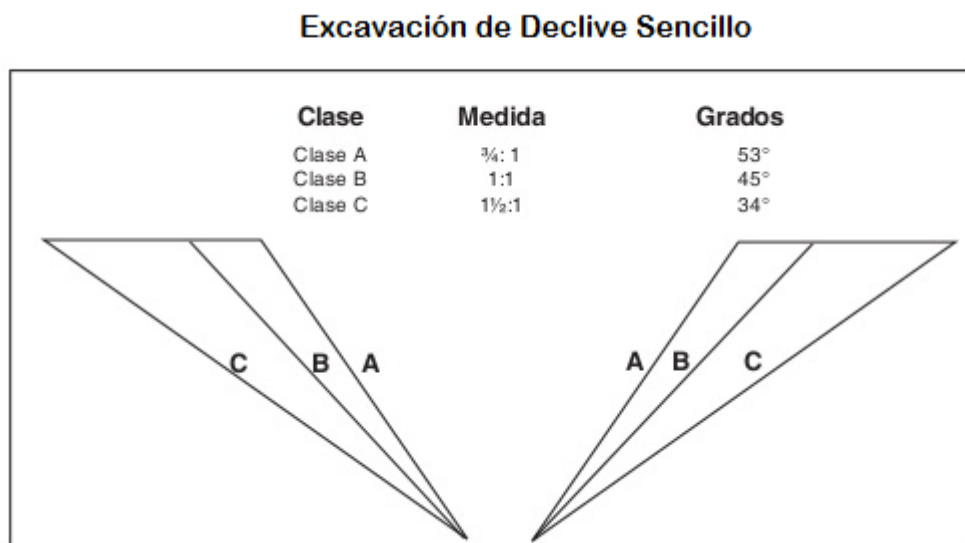 Excavación de Declive Sencillo
Clase Medida Grados
Clase A ¾: 1 53°
Clase B 1:1 45°
Clase C 1½:1 34°
C B A A B C